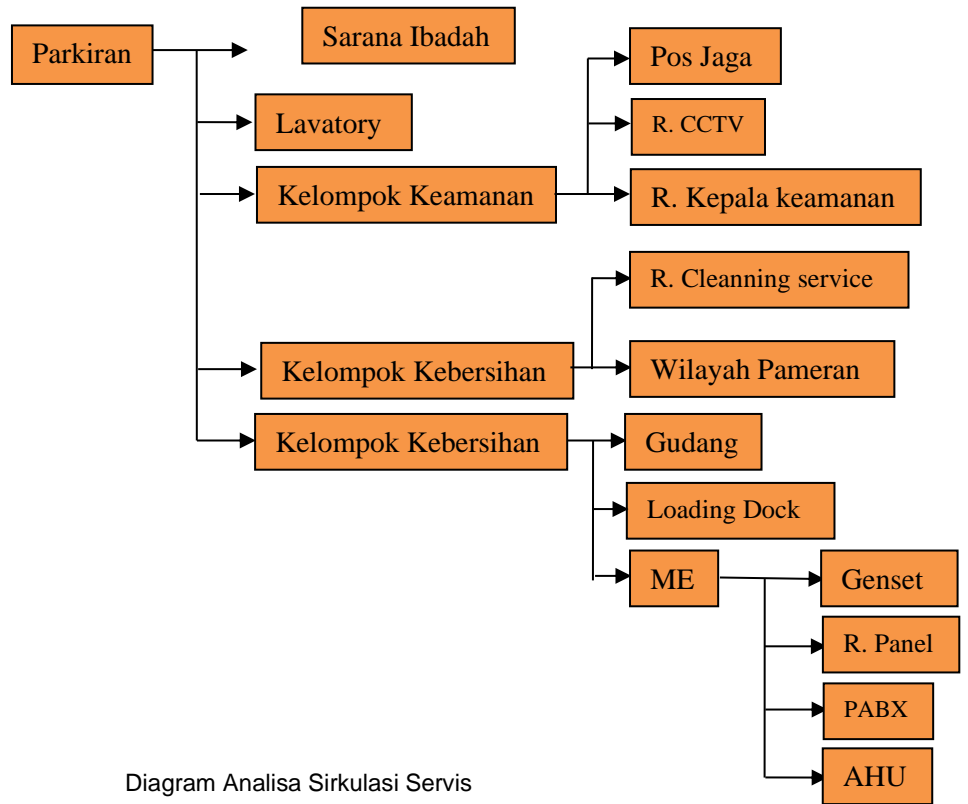 Parkiran
Sarana Ibadah
Lavatory
Kelompok Keamanan
Pos Jaga
R. CCTV
R. Kepala keamanan
Kelompok Kebersihan
R. Cleanning service
Wilayah Pameran
Kelompok Kebersihan
Gudang
Loading Dock
ME
Genset
R. Panel
PABX
AHU
Diagram Analisa Sirkulasi Servis